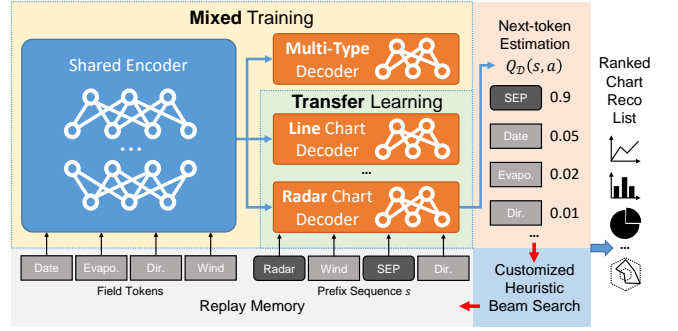 Mixed Training
Shared Encoder
...
Multi-Type
Decoder
Transfer Learning
Line Chart
Decoder
...
Radar Chart
Decoder
Date
Evapo.
Dir.
Wind
Field Tokens
Radar
Wind
SEP
Dir.
Prefix Sequence s
Replay Memory
Next-token
Estimation
Q_D(s, a)
SEP 0.9
Date 0.05
Evapo. 0.02
Dir. 0.01
...
Customized
Heuristic
Beam Search
Ranked
Chart
Reco
List
...